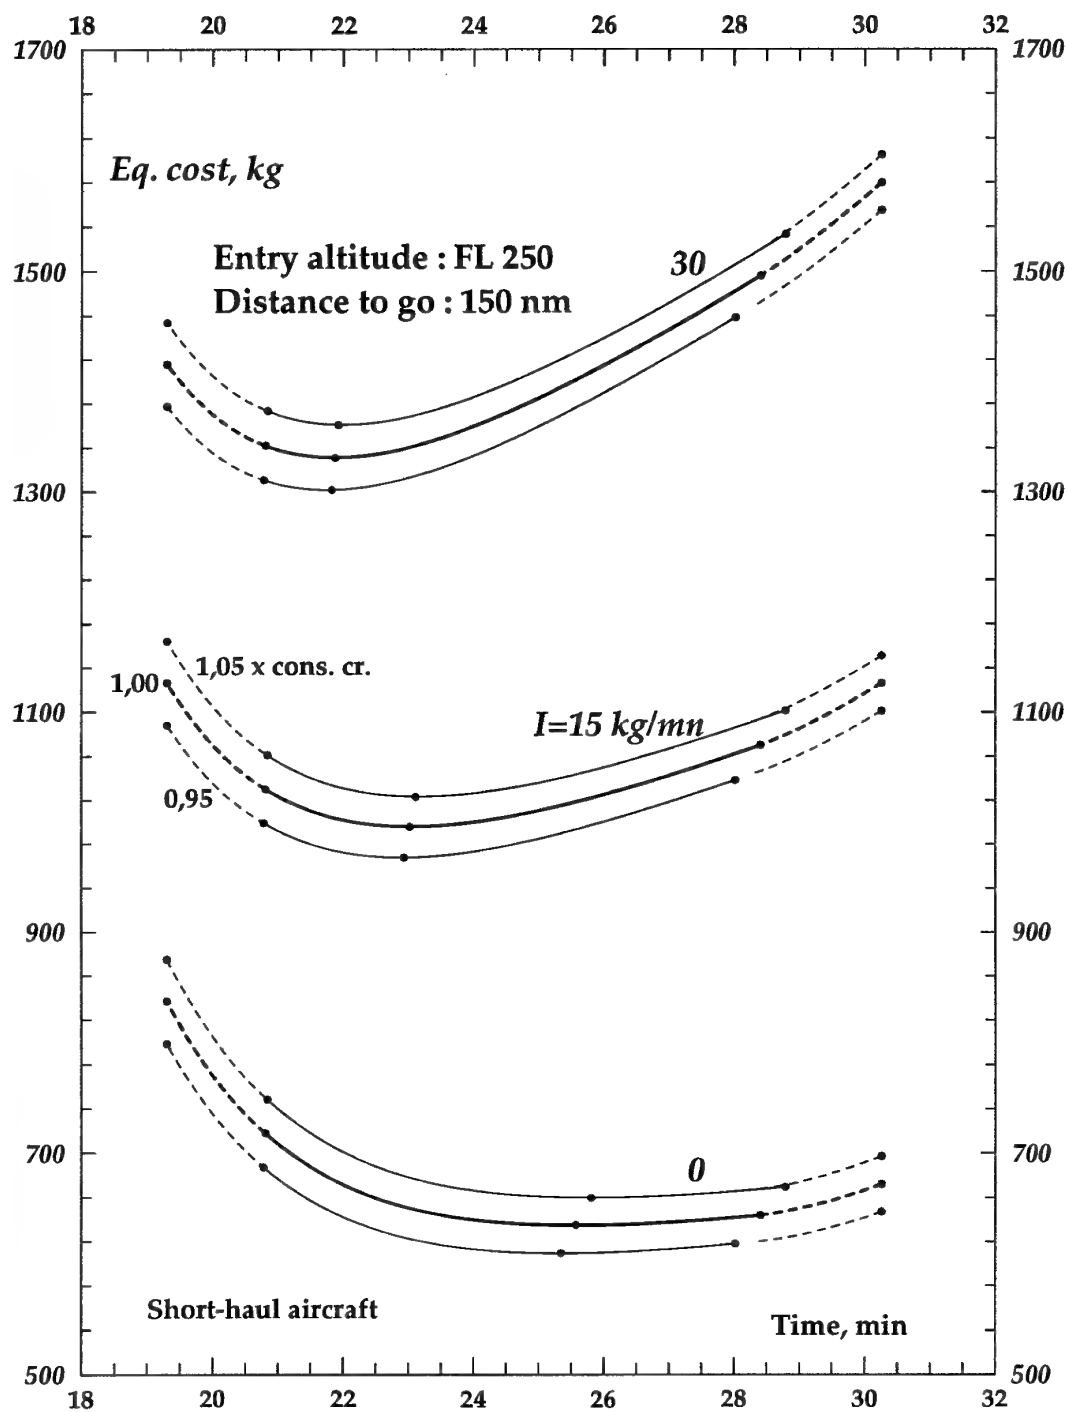 18 20 22 24 26 28 30 32
1700 1700
Eq. cost, kg
Entry altitude : FL 250
Distance to go : 150 nm
30
1500 1500
1300 1300
1,05 x cons. cr.
1,00
1100 I=15 kg/mn 1100
0,95
900 900
700 0 700
Short-haul aircraft
Time, min
500 500
18 20 22 24 26 28 30 32